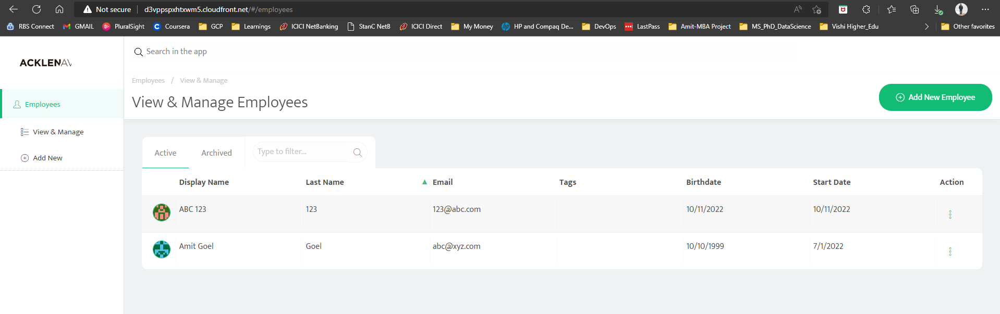 Not secure d3vppspxhtxwm5.cloudfront.net/#/employees
RBS Connect GMAIL PluralSight Coursera GCP Learnings ICICI NetBanking StanC NetB ICICI Direct My Money HP and Compaq De... DevOps LastPass Amit-MBA Project MS_PhD_DataScience Vishi Higher_Edu Other favorites
Search in the app
ACKLENAV
Employees / View & Manage
View & Manage Employees
Add New Employee
Employees
View & Manage
Add New
Active Archived Type to filter...
Display Name Last Name ▲ Email Tags Birthdate Start Date Action
ABC 123 123 123@abc.com 10/11/2022 10/11/2022
Amit Goel Goel abc@xyz.com 10/10/1999 7/1/2022